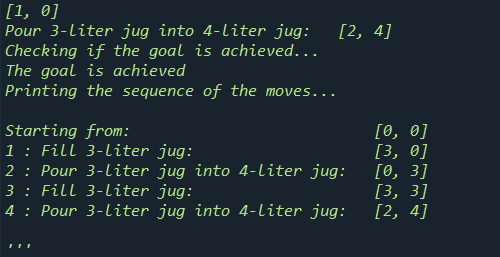 [1, 0]
Pour 3-liter jug into 4-liter jug:   [2, 4]
Checking if the goal is achieved...
The goal is achieved
Printing the sequence of the moves...

Starting from:                           [0, 0]
1 : Fill 3-liter jug:                    [3, 0]
2 : Pour 3-liter jug into 4-liter jug:   [0, 3]
3 : Fill 3-liter jug:                    [3, 3]
4 : Pour 3-liter jug into 4-liter jug:   [2, 4]

'''